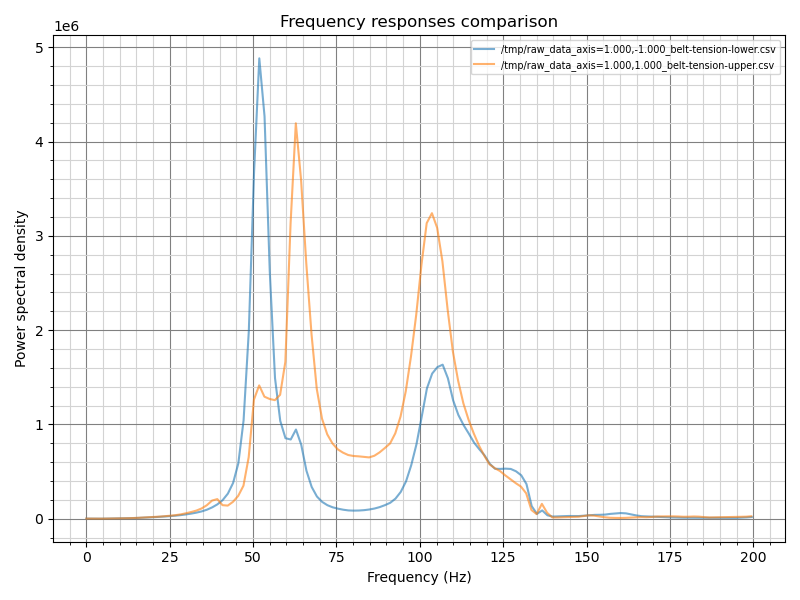 Frequency responses comparison
1e6
/tmp/raw_data_axis=1.000,-1.000_belt-tension-lower.csv
/tmp/raw_data_axis=1.000,1.000_belt-tension-upper.csv
5
4
3
2
1
0
Power spectral density
0 25 50 75 100 125 150 175 200
Frequency (Hz)